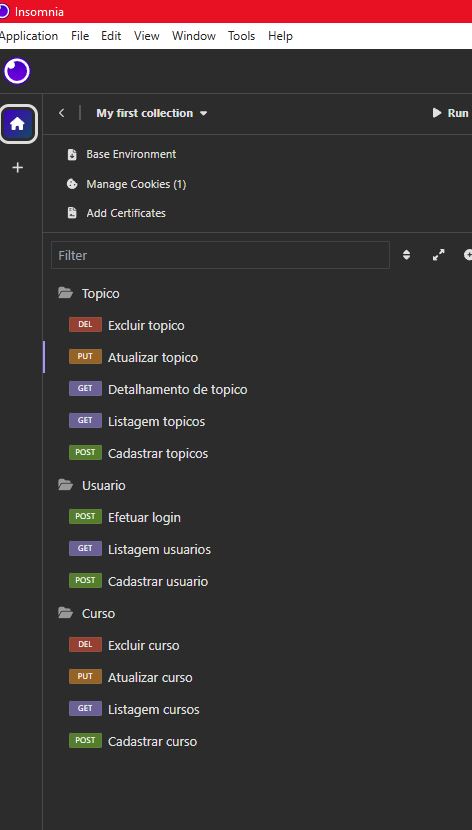 Insomnia
Application File Edit View Window Tools Help
My first collection Run
Base Environment
Manage Cookies (1)
Add Certificates
Filter
Topico
DEL Excluir topico
PUT Atualizar topico
GET Detalhamento de topico
GET Listagem topicos
POST Cadastrar topicos
Usuario
POST Efetuar login
GET Listagem usuarios
POST Cadastrar usuario
Curso
DEL Excluir curso
PUT Atualizar curso
GET Listagem cursos
POST Cadastrar curso